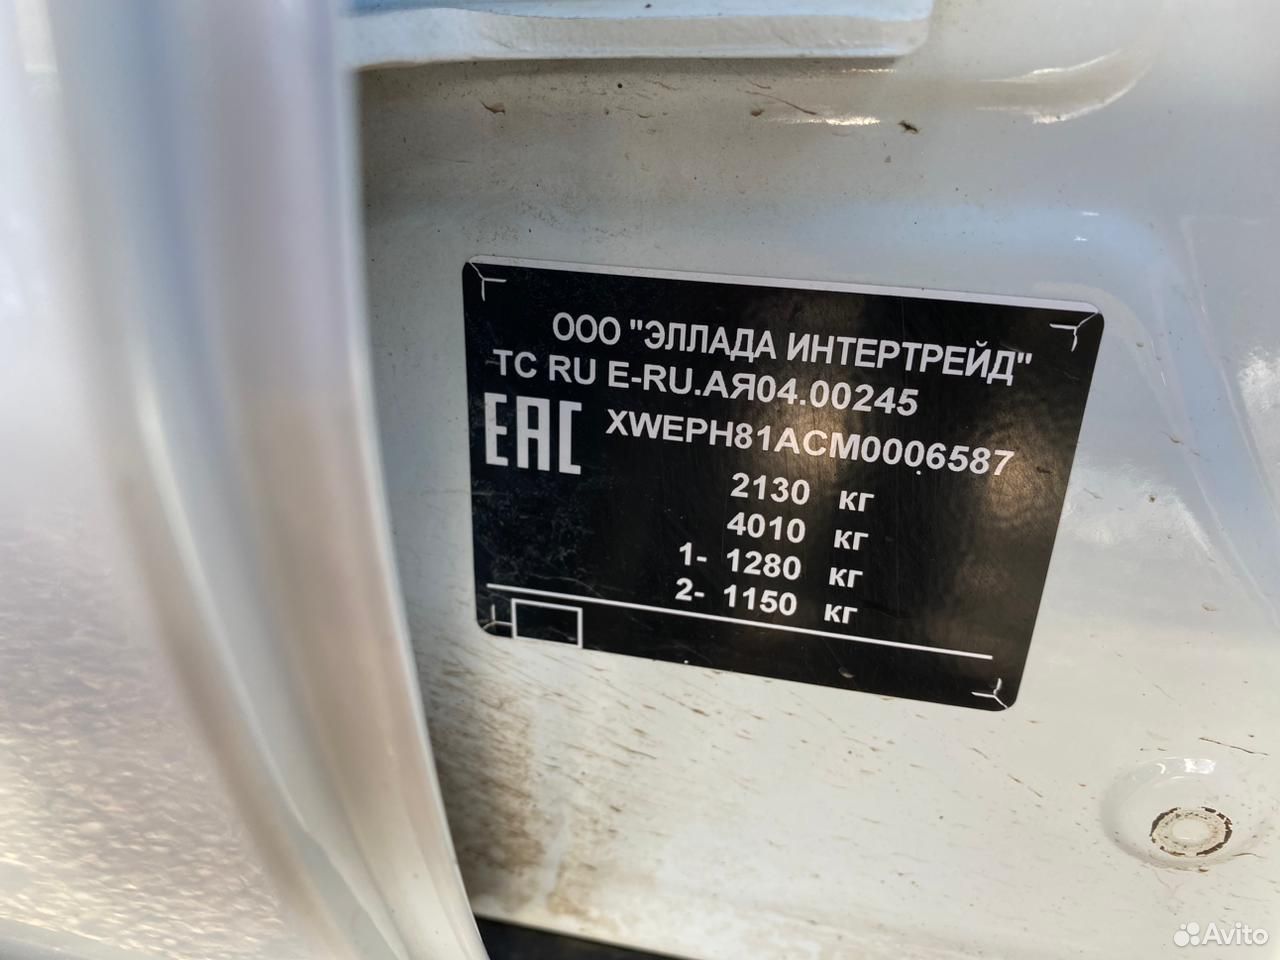 ООО "ЭЛЛАДА ИНТЕРТРЕЙД"
ТС RU E-RU.АЯ04.00245
EAC XWEPH81ACM0006587
2130 кг
4010 кг
1- 1280 кг
2- 1150 кг
Avito